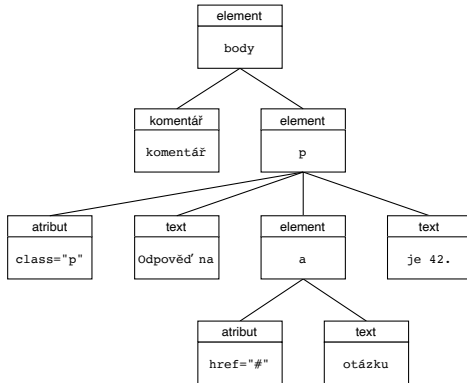 element
body
komentář
komentář
element
p
atribut
class="p"
text
Odpověď na
element
a
text
je 42.
atribut
href="#"
text
otázku